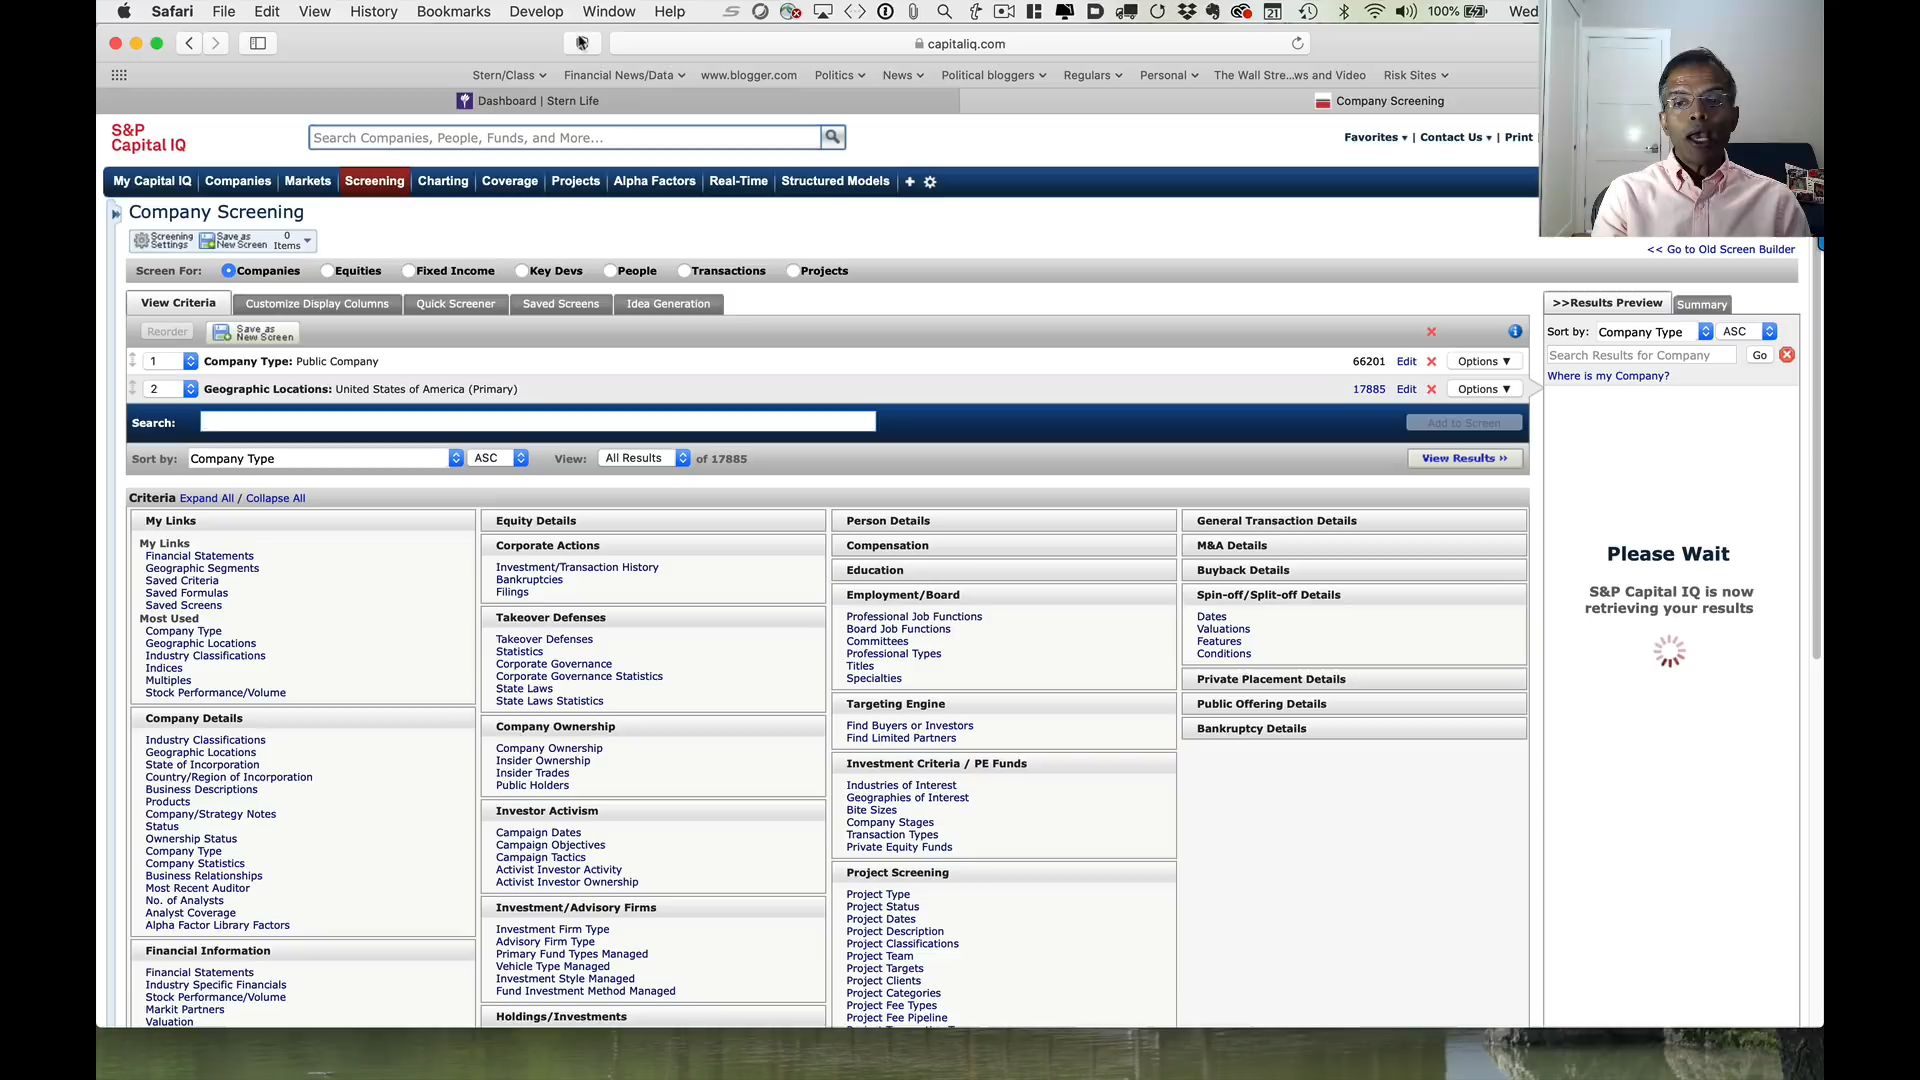 Safari File Edit View History Bookmarks Develop Window Help 21 100% Wed
capitaliq.com
Stern/Class Financial News/Data www.blogger.com Politics News Political bloggers Regulars Personal The Wall Stre...ws and Video Risk Sites
Dashboard | Stern Life Company Screening
S&P
Capital IQ
Search Companies, People, Funds, and More...
Favorites | Contact Us | Print
My Capital IQ Companies Markets Screening Charting Coverage Projects Alpha Factors Real-Time Structured Models
Company Screening
Screening Settings Save as New Screen 0 Items
<< Go to Old Screen Builder
Screen For: Companies Equities Fixed Income Key Devs People Transactions Projects
View Criteria Customize Display Columns Quick Screener Saved Screens Idea Generation
Reorder Save as New Screen
1 Company Type: Public Company 66201 Edit Options
2 Geographic Locations: United States of America (Primary) 17885 Edit Options
Search: Add to Screen
Sort by: Company Type ASC View: All Results of 17885 View Results »
Criteria Expand All / Collapse All
My Links
My Links
Financial Statements
Geographic Segments
Saved Criteria
Saved Formulas
Saved Screens
Most Used
Company Type
Geographic Locations
Industry Classifications
Indices
Multiples
Stock Performance/Volume
Company Details
Industry Classifications
Geographic Locations
State of Incorporation
Country/Region of Incorporation
Business Descriptions
Products
Company/Strategy Notes
Status
Ownership Status
Company Type
Company Statistics
Business Relationships
Most Recent Auditor
No. of Analysts
Analyst Coverage
Alpha Factor Library Factors
Financial Information
Financial Statements
Industry Specific Financials
Stock Performance/Volume
Markit Partners
Valuation
Equity Details
Corporate Actions
Investment/Transaction History
Bankruptcies
Filings
Takeover Defenses
Takeover Defenses
Statistics
Corporate Governance
Corporate Governance Statistics
State Laws
State Laws Statistics
Company Ownership
Company Ownership
Insider Ownership
Insider Trades
Public Holders
Investor Activism
Campaign Dates
Campaign Objectives
Campaign Tactics
Activist Investor Activity
Activist Investor Ownership
Investment/Advisory Firms
Investment Firm Type
Advisory Firm Type
Primary Fund Types Managed
Vehicle Type Managed
Investment Style Managed
Fund Investment Method Managed
Holdings/Investments
Person Details
Compensation
Education
Employment/Board
Professional Job Functions
Board Job Functions
Committees
Professional Types
Titles
Specialties
Targeting Engine
Find Buyers or Investors
Find Limited Partners
Investment Criteria / PE Funds
Industries of Interest
Geographies of Interest
Bite Sizes
Company Stages
Transaction Types
Private Equity Funds
Project Screening
Project Type
Project Status
Project Dates
Project Description
Project Classifications
Project Team
Project Targets
Project Clients
Project Categories
Project Fee Types
Project Fee Pipeline
General Transaction Details
M&A Details
Buyback Details
Spin-off/Split-off Details
Dates
Valuations
Features
Conditions
Private Placement Details
Public Offering Details
Bankruptcy Details
>>Results Preview Summary
Sort by: Company Type ASC
Search Results for Company Go
Where is my Company?
Please Wait
S&P Capital IQ is now
retrieving your results